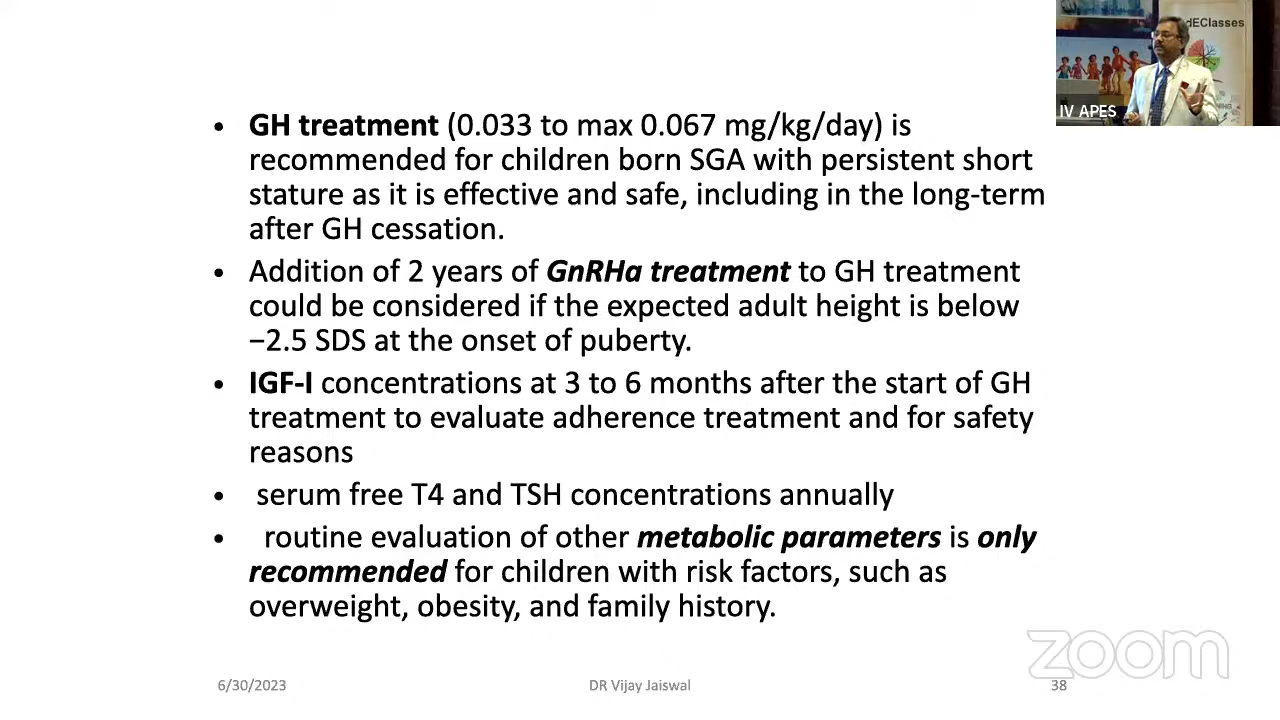 dEClasses
IV APES
• GH treatment (0.033 to max 0.067 mg/kg/day) is
recommended for children born SGA with persistent short
stature as it is effective and safe, including in the long-term
after GH cessation.
• Addition of 2 years of GnRHa treatment to GH treatment
could be considered if the expected adult height is below
−2.5 SDS at the onset of puberty.
• IGF-I concentrations at 3 to 6 months after the start of GH
treatment to evaluate adherence treatment and for safety
reasons
• serum free T4 and TSH concentrations annually
• routine evaluation of other metabolic parameters is only
recommended for children with risk factors, such as
overweight, obesity, and family history.
zoom
6/30/2023 DR Vijay Jaiswal 38